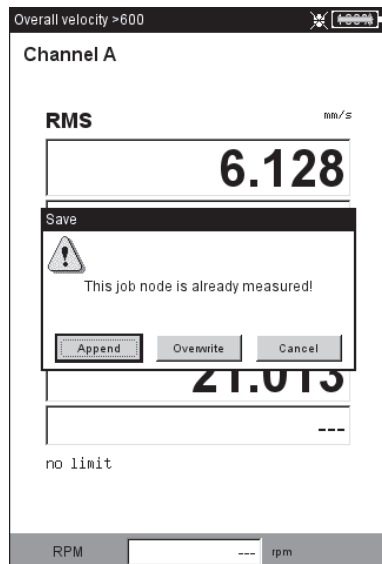 Overall velocity >600 100%
Channel A
RMS mm/s
6.128
Save
This job node is already measured!
Append Overwrite Cancel
21.013
---
no limit
RPM --- rpm